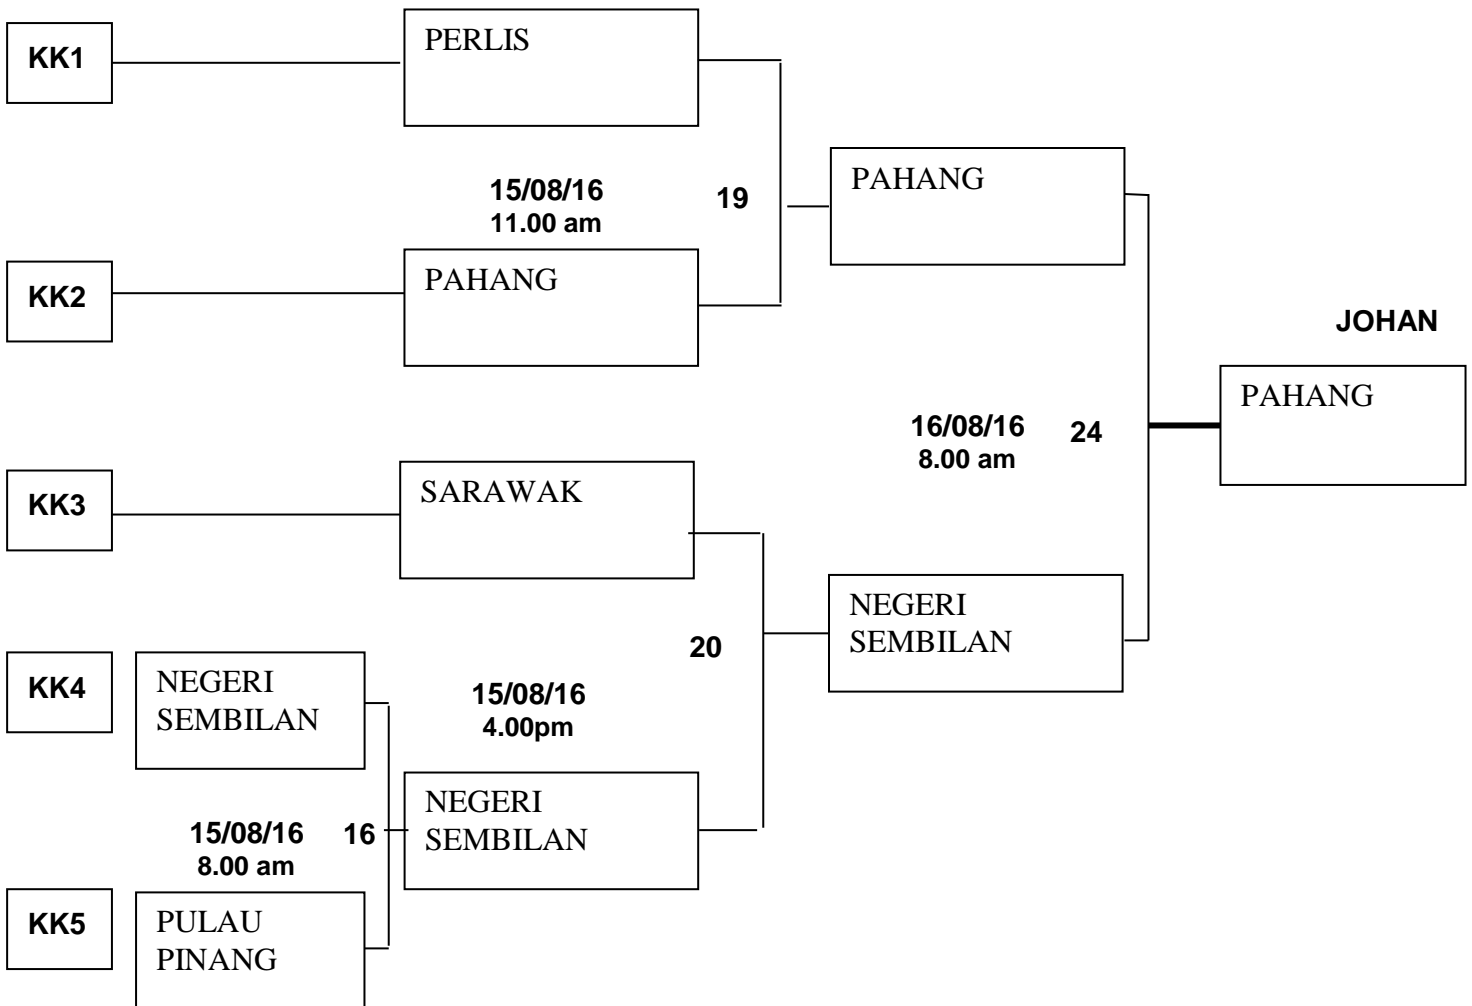 KK1
PERLIS
15/08/16
11.00 am
19
PAHANG
KK2
PAHANG
JOHAN
PAHANG
16/08/16
8.00 am
24
KK3
SARAWAK
NEGERI
SEMBILAN
20
KK4
NEGERI
SEMBILAN
15/08/16
4.00pm
NEGERI
SEMBILAN
15/08/16
8.00 am
16
KK5
PULAU
PINANG